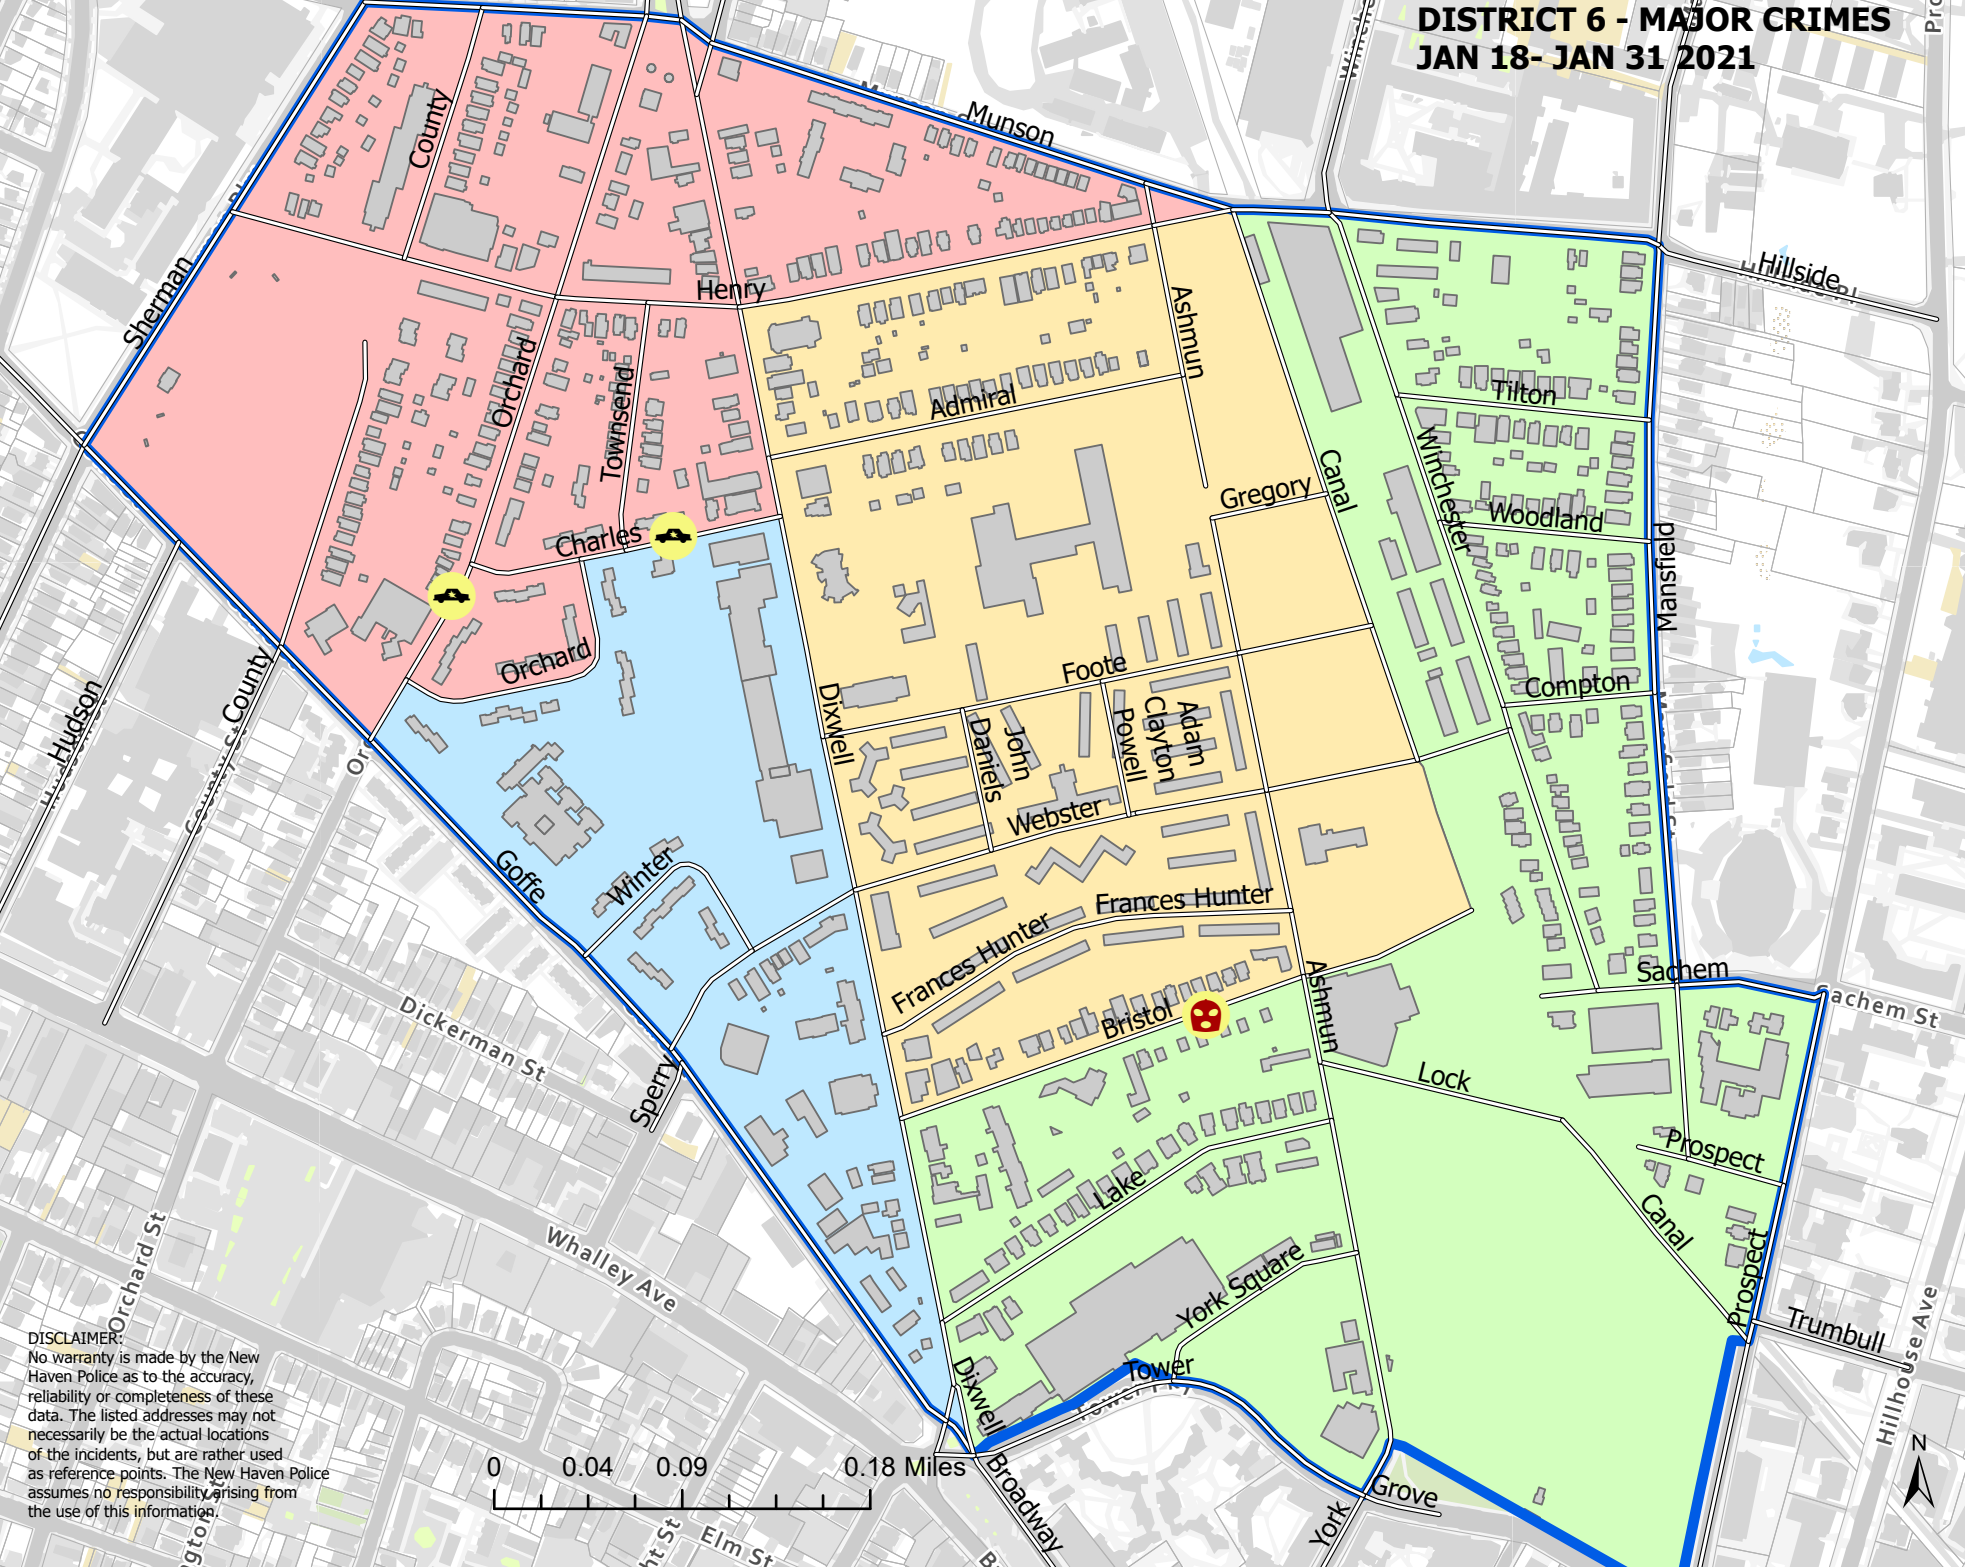 DISTRICT 6 - MAJOR CRIMES
JAN 18- JAN 31 2021
Munson
County
Hillside
Sherman
Henry
Ashmun
Orchard
Townsend
Admiral
Tilton
Canal
Winchester
Gregory
Woodland
Charles
Mansfield
Orchard
Foote
Compton
Hudson
County
Dixwell
Daniels
John
Powell
Clayton
Adam
Webster
Goffe
Winter
Frances Hunter
Frances Hunter
Sachem
Sachem St
Ashmun
Bristol
Dickerman St
Sperry
Lock
Prospect
Lake
Canal
Whalley Ave
Orchard St
York Square
Prospect
Trumbull
Hillhouse Ave
Tower
Dixwell
Broadway
Grove
York
Elm St
DISCLAIMER:
No warranty is made by the New
Haven Police as to the accuracy,
reliability or completeness of these
data. The listed addresses may not
necessarily be the actual locations
of the incidents, but are rather used
as reference points. The New Haven Police
assumes no responsibility arising from
the use of this information.
0 0.04 0.09 0.18 Miles
N